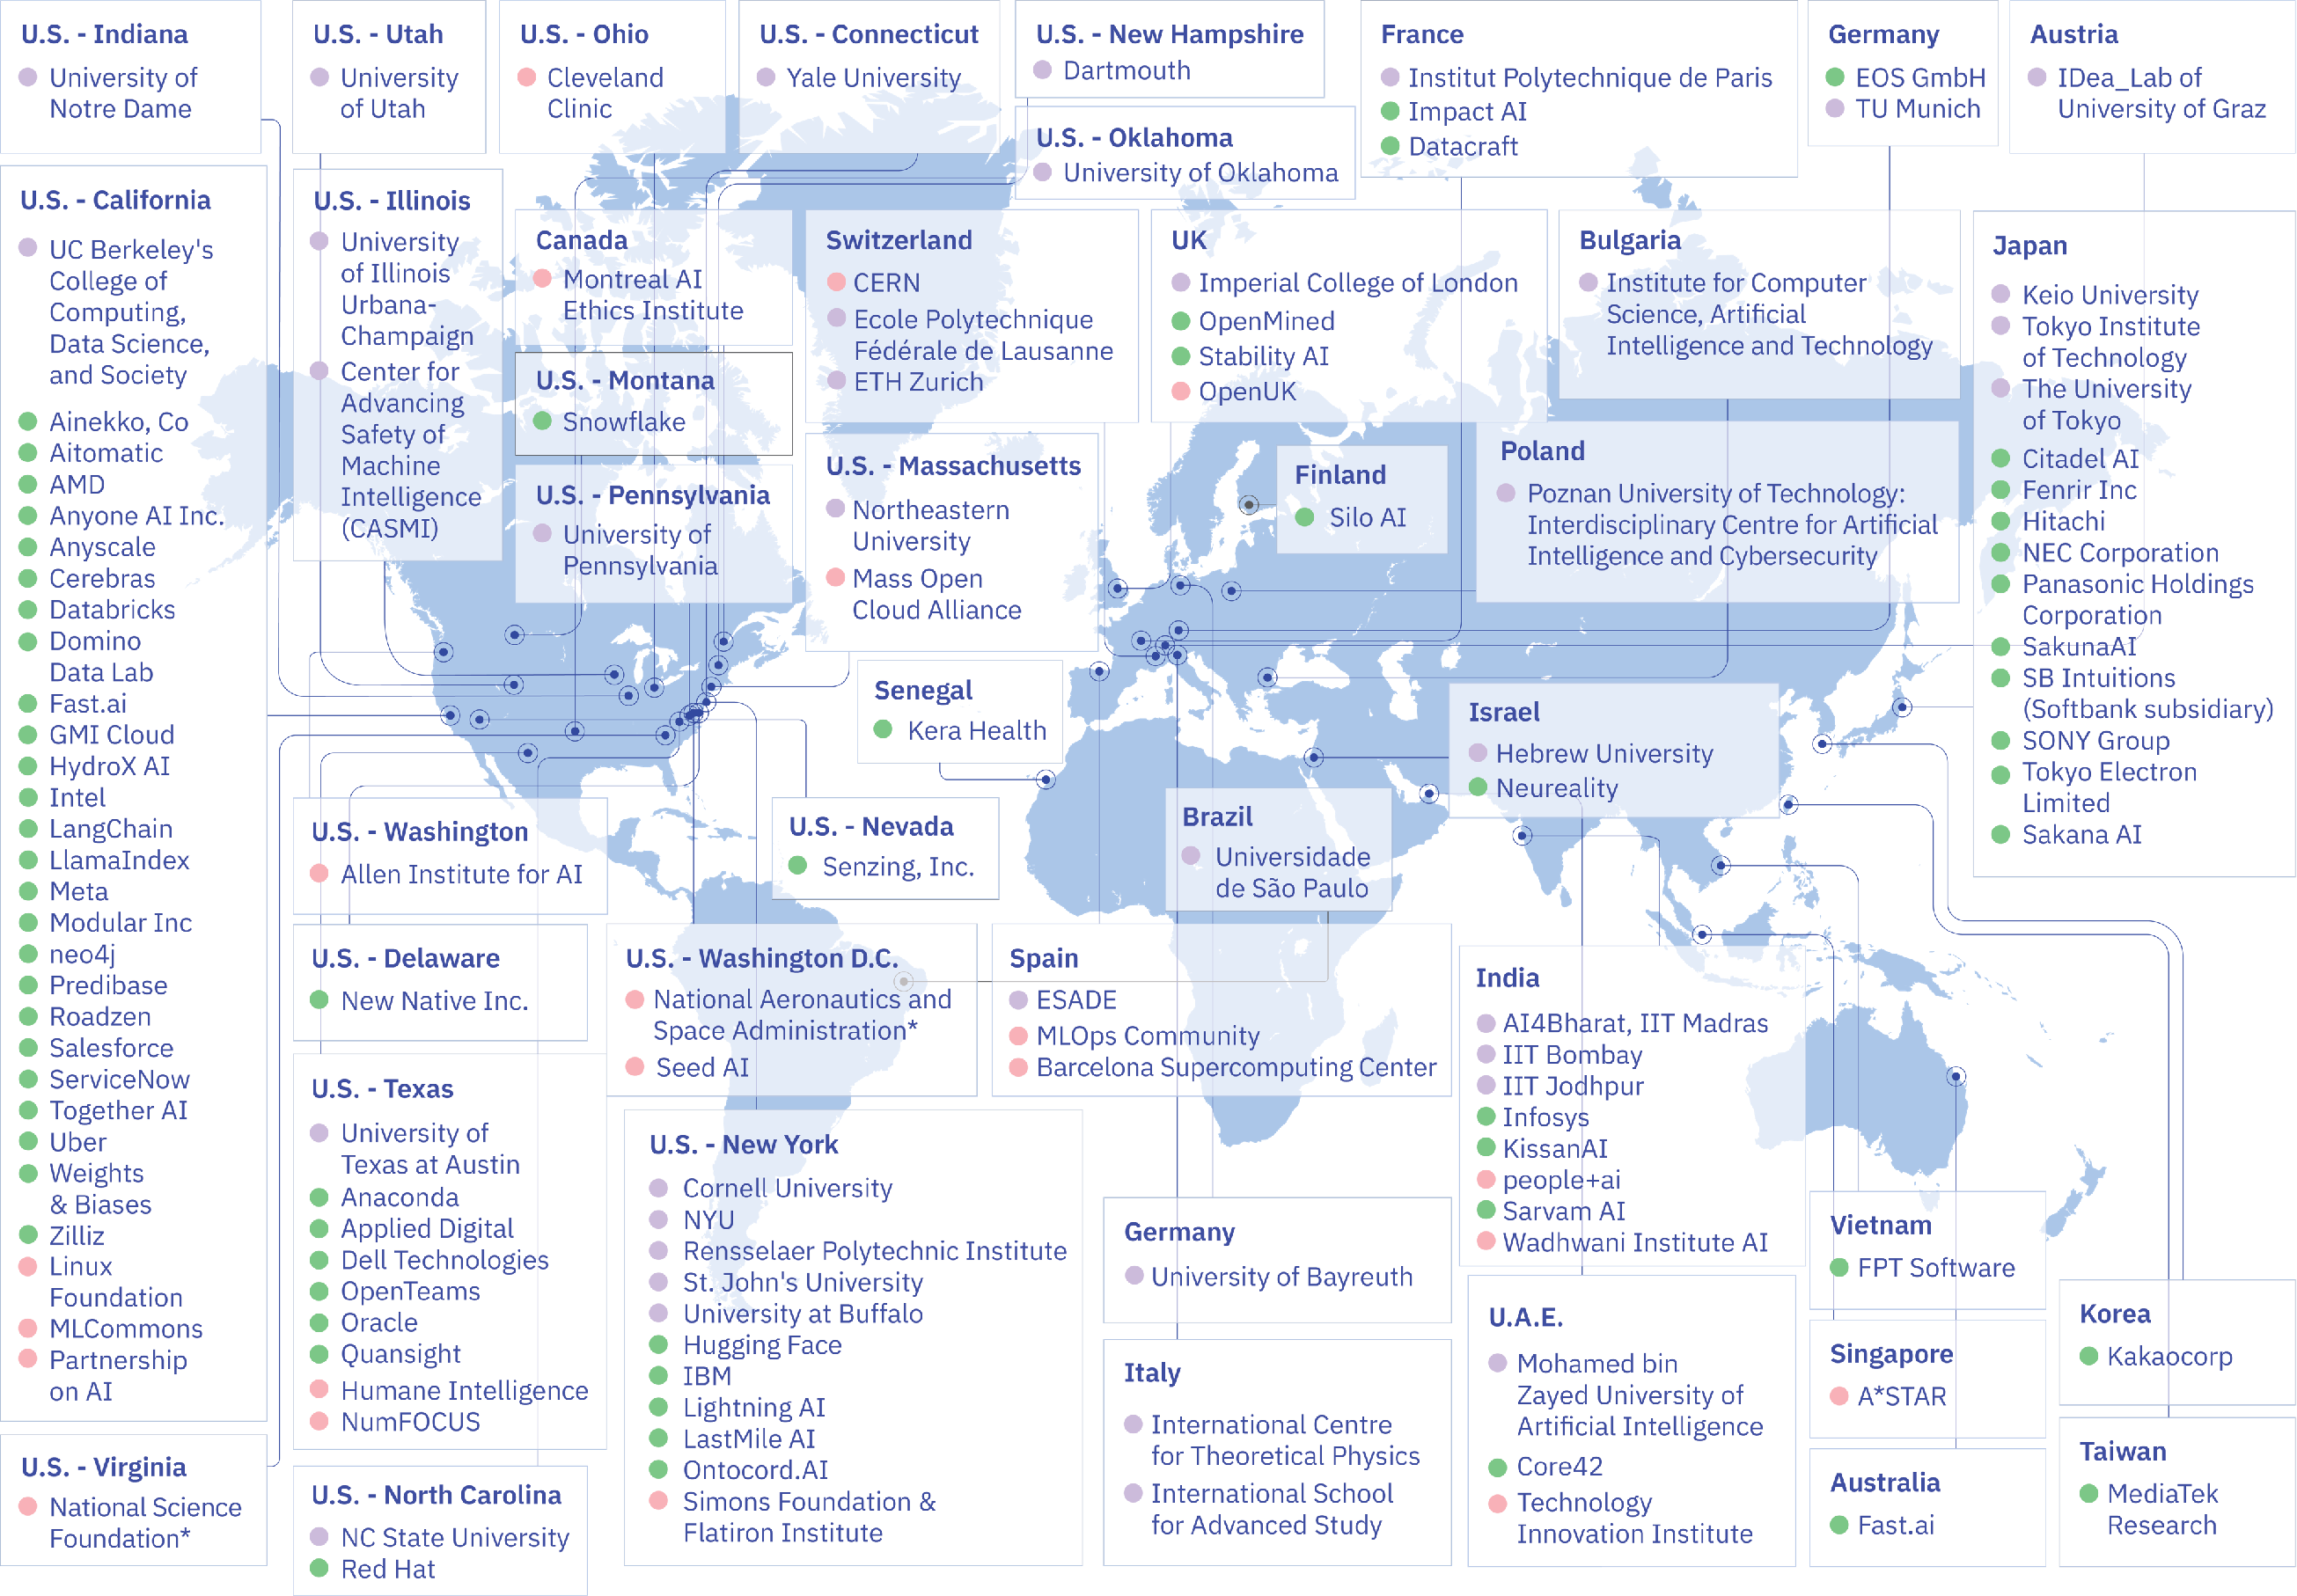 U.S. - Indiana
University of
Notre Dame
U.S. - Utah
University
of Utah
U.S. - Ohio
Cleveland
Clinic
U.S. - Connecticut
Yale University
U.S. - New Hampshire
Dartmouth
U.S. - Oklahoma
University of Oklahoma
France
Institut Polytechnique de Paris
Impact AI
Datacraft
Germany
EOS GmbH
TU Munich
Austria
IDea_Lab of
University of Graz
U.S. - California
UC Berkeley's
College of
Computing,
Data Science,
and Society
Ainekko, Co
Aitomatic
AMD
Anyone AI Inc.
Anyscale
Cerebras
Databricks
Domino
Data Lab
Fast.ai
GMI Cloud
HydroX AI
Intel
LangChain
LlamaIndex
Meta
Modular Inc
neo4j
Predibase
Roadzen
Salesforce
ServiceNow
Together AI
Uber
Weights
& Biases
Zilliz
Linux
Foundation
MLCommons
Partnership
on AI
U.S. - Illinois
University
of Illinois
Urbana-
Champaign
Center for
Advancing
Safety of
Machine
Intelligence
(CASMI)
Canada
Montreal AI
Ethics Institute
U.S. - Montana
Snowflake
U.S. - Pennsylvania
University of
Pennsylvania
Switzerland
CERN
Ecole Polytechnique
Fédérale de Lausanne
ETH Zurich
U.S. - Massachusetts
Northeastern
University
Mass Open
Cloud Alliance
UK
Imperial College of London
OpenMined
Stability AI
OpenUK
Finland
Silo AI
Bulgaria
Institute for Computer
Science, Artificial
Intelligence and Technology
Poland
Poznan University of Technology:
Interdisciplinary Centre for Artificial
Intelligence and Cybersecurity
Japan
Keio University
Tokyo Institute
of Technology
The University
of Tokyo
Citadel AI
Fenrir Inc
Hitachi
NEC Corporation
Panasonic Holdings
Corporation
SakunaAI
SB Intuitions
(Softbank subsidiary)
SONY Group
Tokyo Electron
Limited
Sakana AI
Senegal
Kera Health
Israel
Hebrew University
Neureality
Brazil
Universidade
de São Paulo
U.S. - Washington
Allen Institute for AI
U.S. - Nevada
Senzing, Inc.
U.S. - Delaware
New Native Inc.
U.S. - Washington D.C.
National Aeronautics and
Space Administration*
Seed AI
Spain
ESADE
MLOps Community
Barcelona Supercomputing Center
India
AI4Bharat, IIT Madras
IIT Bombay
IIT Jodhpur
Infosys
KissanAI
people+ai
Sarvam AI
Wadhwani Institute AI
U.S. - Texas
University of
Texas at Austin
Anaconda
Applied Digital
Dell Technologies
OpenTeams
Oracle
Quansight
Humane Intelligence
NumFOCUS
U.S. - New York
Cornell University
NYU
Rensselaer Polytechnic Institute
St. John's University
University at Buffalo
Hugging Face
IBM
Lightning AI
LastMile AI
Ontocord.AI
Simons Foundation &
Flatiron Institute
Germany
University of Bayreuth
Italy
International Centre
for Theoretical Physics
International School
for Advanced Study
U.A.E.
Mohamed bin
Zayed University of
Artificial Intelligence
Core42
Technology
Innovation Institute
Vietnam
FPT Software
Singapore
A*STAR
Australia
Fast.ai
Korea
Kakaocorp
Taiwan
MediaTek
Research
U.S. - Virginia
National Science
Foundation*
U.S. - North Carolina
NC State University
Red Hat